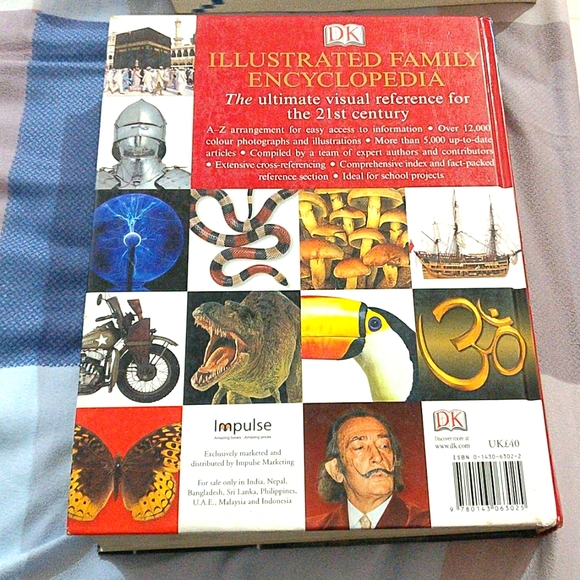 DK
ILLUSTRATED FAMILY
ENCYCLOPEDIA
The ultimate visual reference for
the 21st century
A–Z arrangement for easy access to information • Over 12,000
colour photographs and illustrations • More than 5,000 up-to-date
articles • Compiled by a team of expert authors and contributors
• Extensive cross-referencing • Comprehensive index and fact-packed
reference section • Ideal for school projects
Impulse
Amazing books. Amazing prices.
Exclusively marketed and
distributed by Impulse Marketing
For sale only in India, Nepal,
Bangladesh, Sri Lanka, Philippines,
U.A.E., Malaysia and Indonesia
DK
Discover more at
www.dk.com
UK£40
ISBN 0-1430-6302-2
9 780143 063025